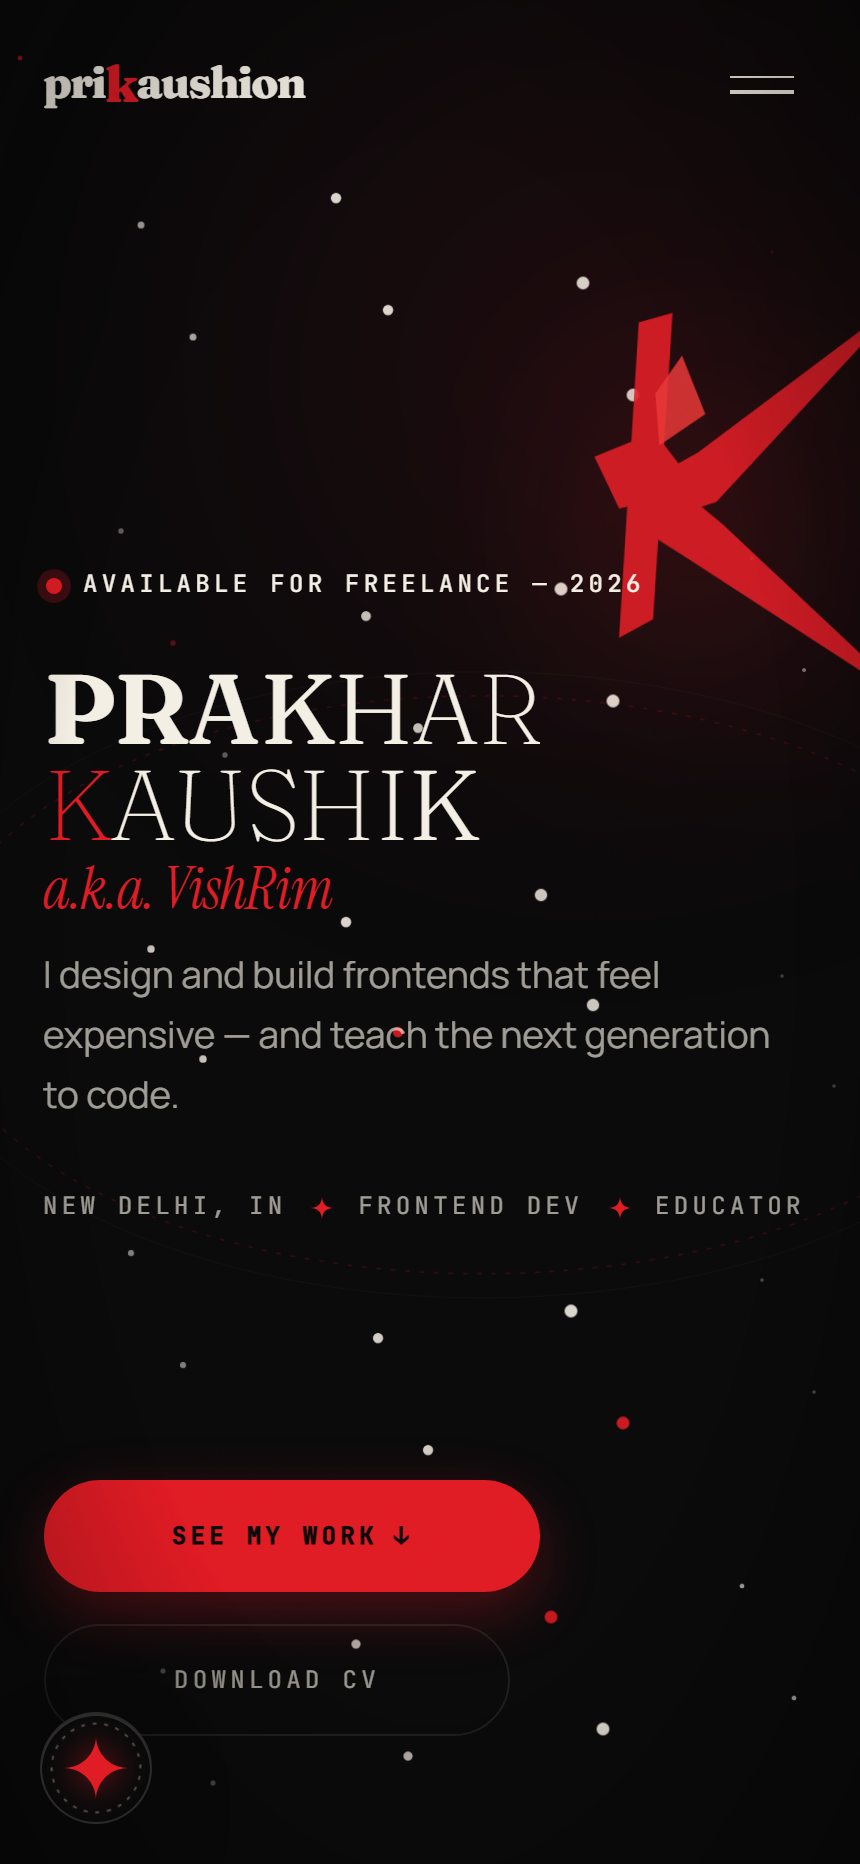 prikaushion
AVAILABLE FOR FREELANCE — 2026
PRAKHAR
KAUSHIK
a.k.a. VishRim
I design and build frontends that feel
expensive — and teach the next generation
to code.
NEW DELHI, IN ✦ FRONTEND DEV ✦ EDUCATOR
SEE MY WORK ↓
DOWNLOAD CV